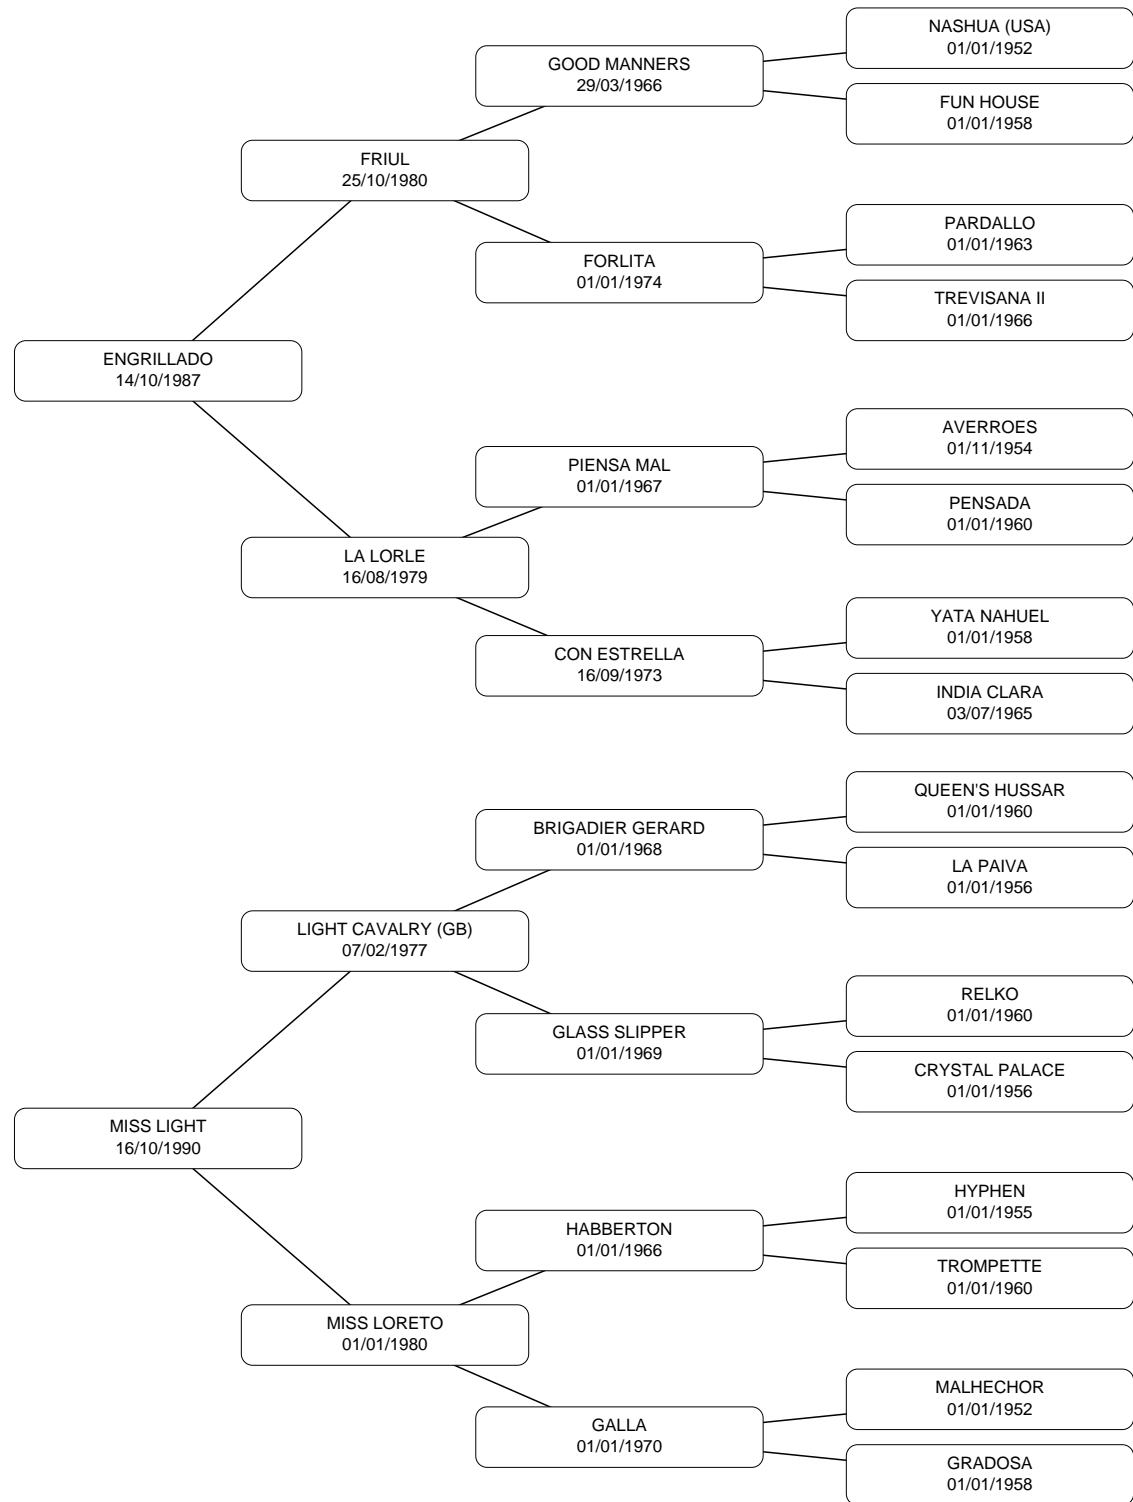 NASHUA (USA)
01/01/1952
GOOD MANNERS
29/03/1966
FUN HOUSE
01/01/1958
FRIUL
25/10/1980
PARDALLO
01/01/1963
FORLITA
01/01/1974
TREVISANA II
01/01/1966
ENGRILLADO
14/10/1987
AVERROES
01/11/1954
PIENSA MAL
01/01/1967
PENSADA
01/01/1960
LA LORLE
16/08/1979
YATA NAHUEL
01/01/1958
CON ESTRELLA
16/09/1973
INDIA CLARA
03/07/1965
QUEEN'S HUSSAR
01/01/1960
BRIGADIER GERARD
01/01/1968
LA PAIVA
01/01/1956
LIGHT CAVALRY (GB)
07/02/1977
RELKO
01/01/1960
GLASS SLIPPER
01/01/1969
CRYSTAL PALACE
01/01/1956
MISS LIGHT
16/10/1990
HYPHEN
01/01/1955
HABBERTON
01/01/1966
TROMPETTE
01/01/1960
MISS LORETO
01/01/1980
MALHECHOR
01/01/1952
GALLA
01/01/1970
GRADOSA
01/01/1958